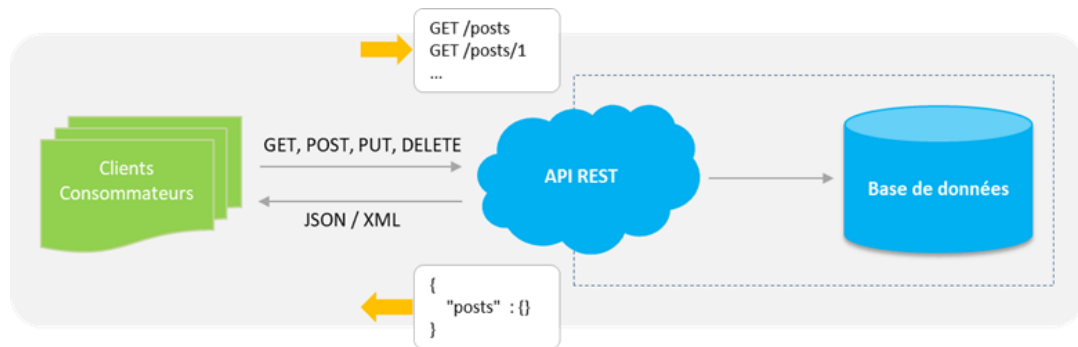 GET /posts
GET /posts/1
...
Clients
Consommateurs
GET, POST, PUT, DELETE
JSON / XML
API REST
Base de données
{
"posts" : {}
}